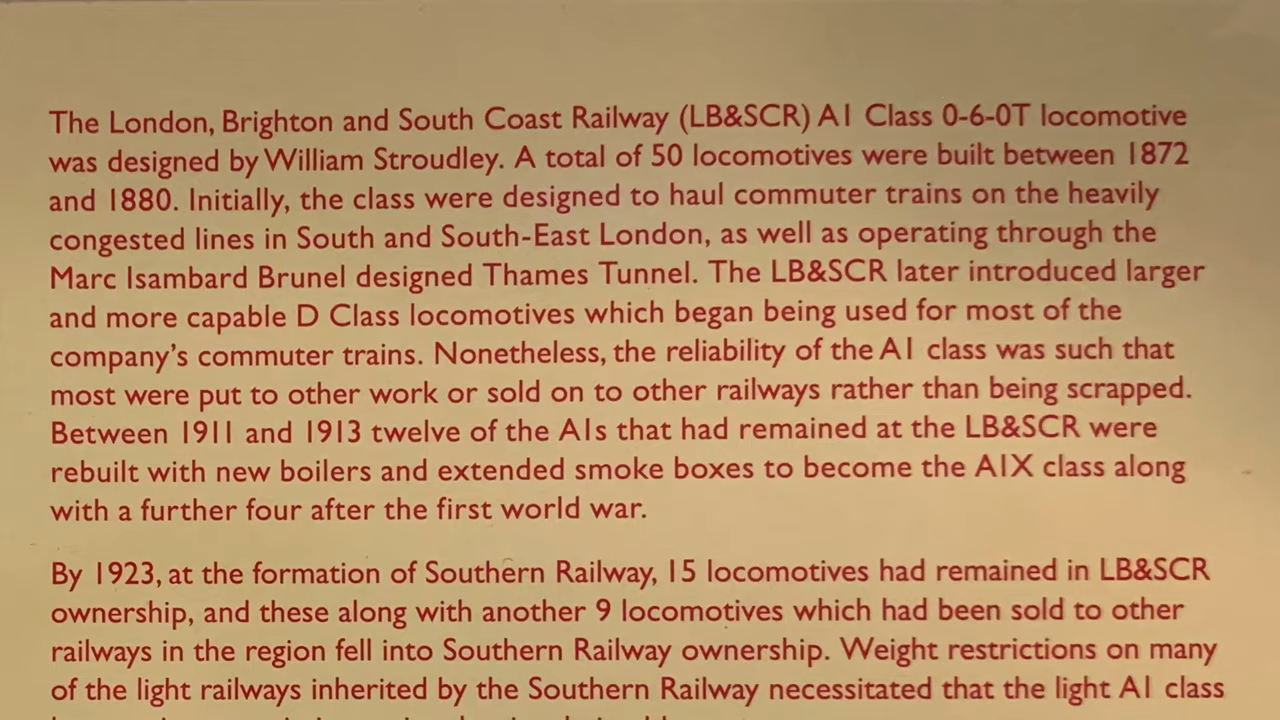 The London, Brighton and South Coast Railway (LB&SCR) A1 Class 0-6-0T locomotive
was designed by William Stroudley. A total of 50 locomotives were built between 1872
and 1880. Initially, the class were designed to haul commuter trains on the heavily
congested lines in South and South-East London, as well as operating through the
Marc Isambard Brunel designed Thames Tunnel. The LB&SCR later introduced larger
and more capable D Class locomotives which began being used for most of the
company's commuter trains. Nonetheless, the reliability of the A1 class was such that
most were put to other work or sold on to other railways rather than being scrapped.
Between 1911 and 1913 twelve of the A1s that had remained at the LB&SCR were
rebuilt with new boilers and extended smoke boxes to become the A1X class along
with a further four after the first world war.
By 1923, at the formation of Southern Railway, 15 locomotives had remained in LB&SCR
ownership, and these along with another 9 locomotives which had been sold to other
railways in the region fell into Southern Railway ownership. Weight restrictions on many
of the light railways inherited by the Southern Railway necessitated that the light A1 class